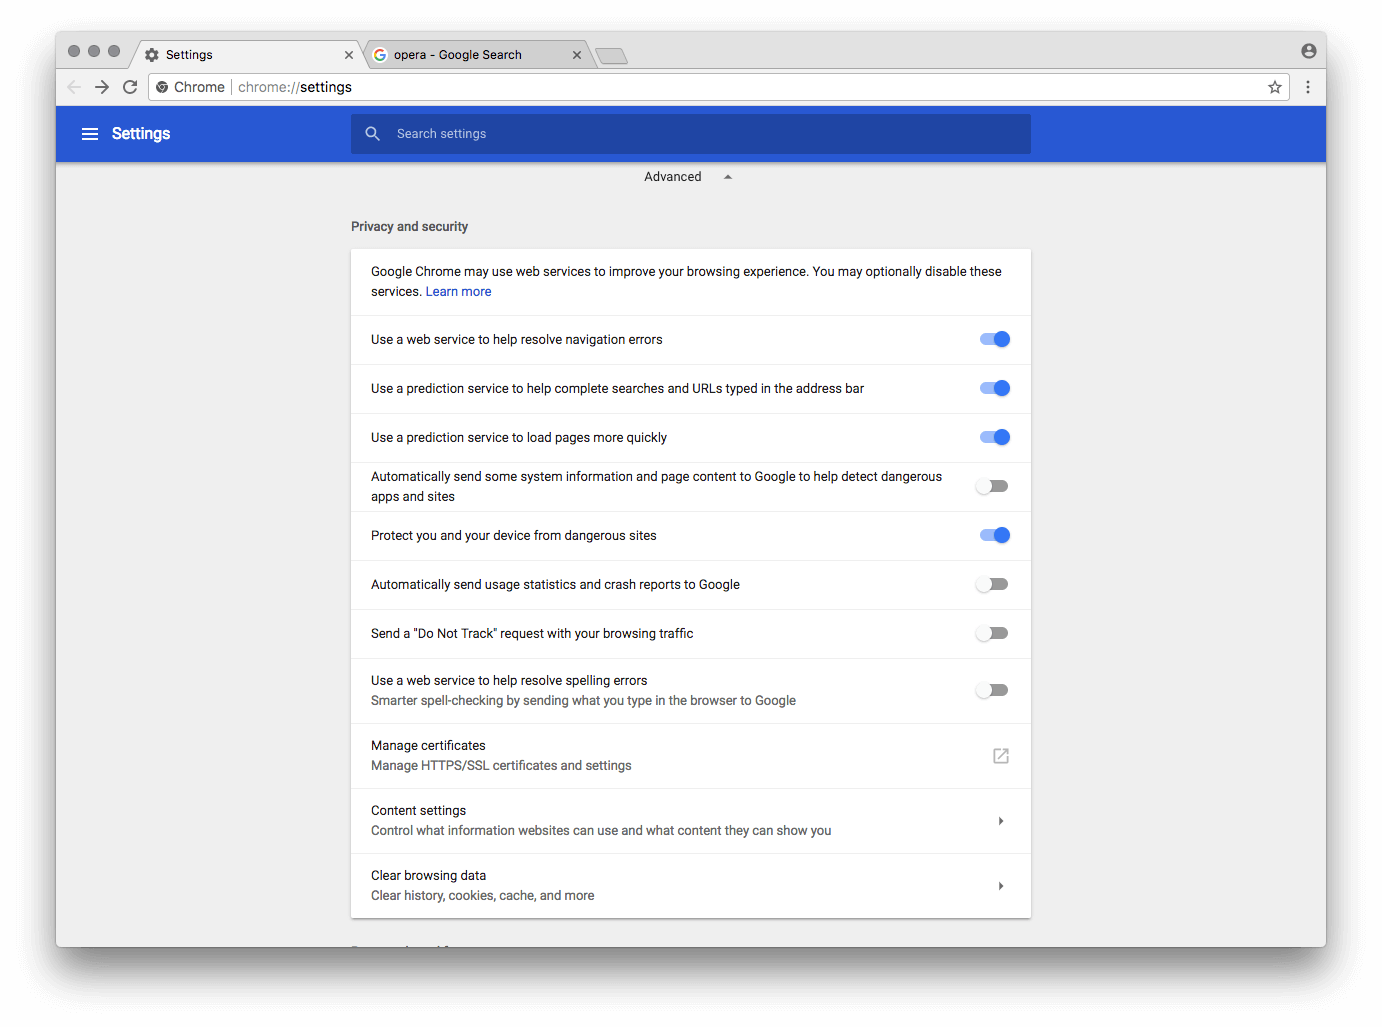 Settings
opera - Google Search
Chrome chrome://settings
Settings
Search settings
Advanced
Privacy and security
Google Chrome may use web services to improve your browsing experience. You may optionally disable these
services. Learn more
Use a web service to help resolve navigation errors
Use a prediction service to help complete searches and URLs typed in the address bar
Use a prediction service to load pages more quickly
Automatically send some system information and page content to Google to help detect dangerous
apps and sites
Protect you and your device from dangerous sites
Automatically send usage statistics and crash reports to Google
Send a "Do Not Track" request with your browsing traffic
Use a web service to help resolve spelling errors
Smarter spell-checking by sending what you type in the browser to Google
Manage certificates
Manage HTTPS/SSL certificates and settings
Content settings
Control what information websites can use and what content they can show you
Clear browsing data
Clear history, cookies, cache, and more